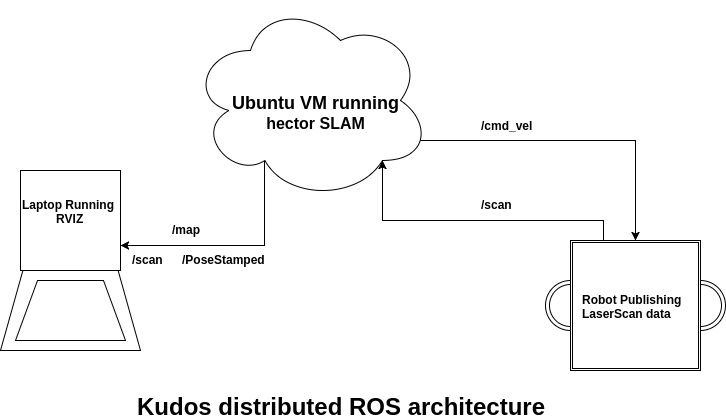 Ubuntu VM running
hector SLAM
/cmd_vel
/scan
Laptop Running
RVIZ
/map
/scan /PoseStamped
Robot Publishing
LaserScan data
Kudos distributed ROS architecture